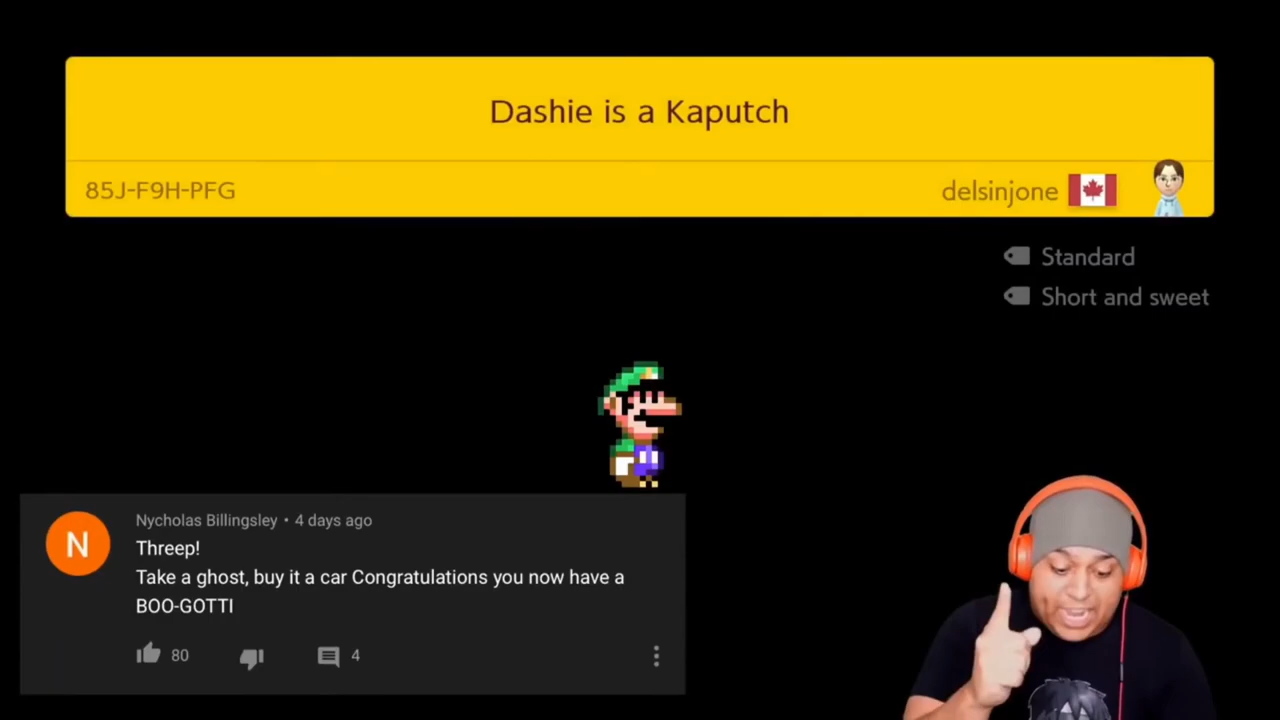 Dashie is a Kaputch
85J-F9H-PFG
delsinjone
Standard
Short and sweet
N
Nycholas Billingsley • 4 days ago
Threep!
Take a ghost, buy it a car Congratulations you now have a
BOO-GOTTI
80
4